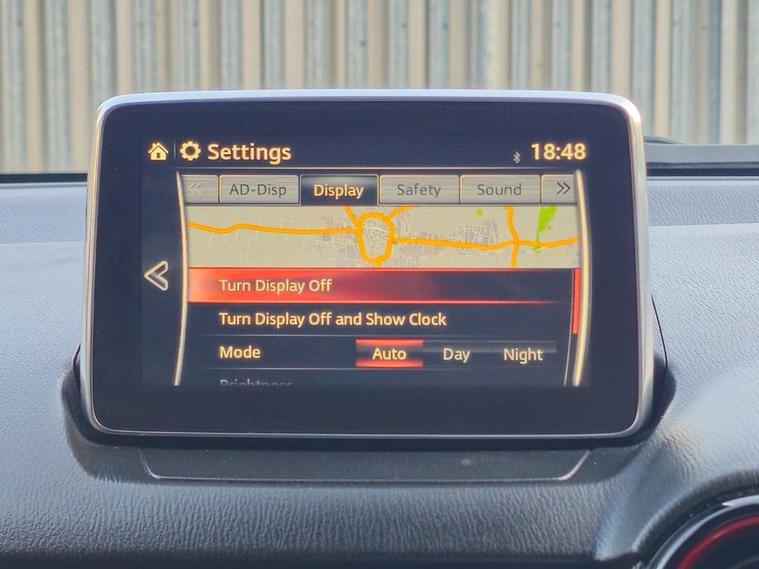 Settings 18:48
AD-Disp Display Safety Sound
Turn Display Off
Turn Display Off and Show Clock
Mode Auto Day Night
Brightness